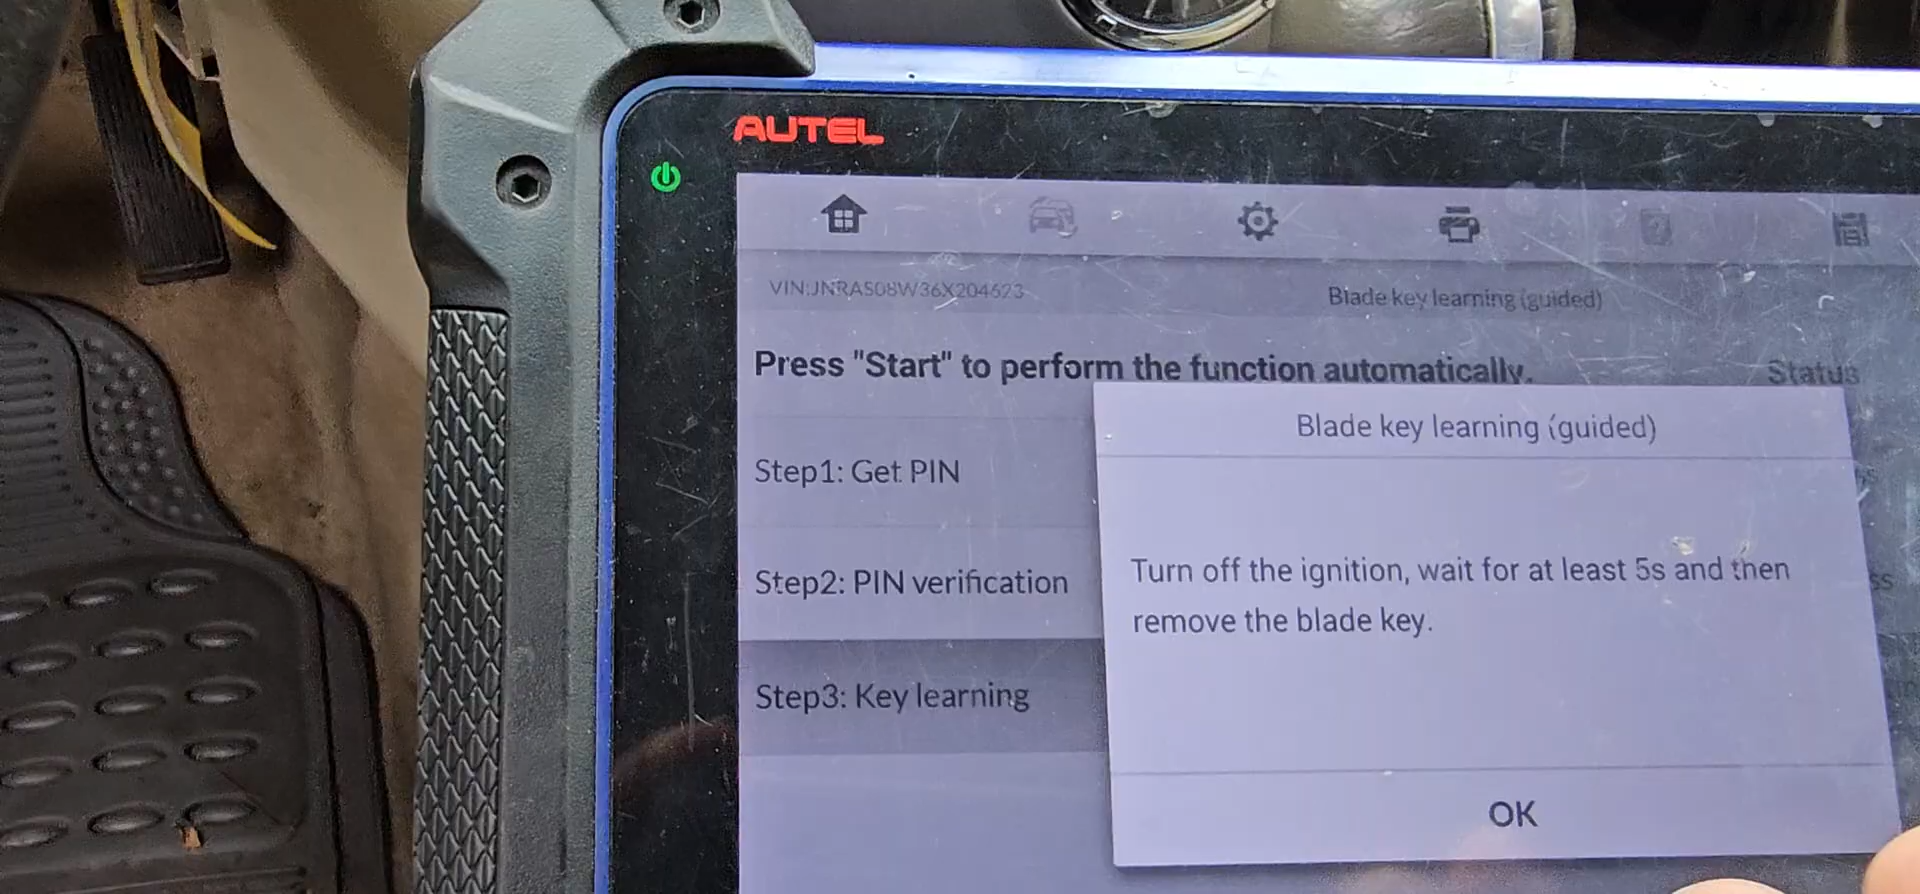 AUTEL
VIN:JNRAS08W36X204623
Blade key learning (guided)
Press "Start" to perform the function automatically.
Status
Blade key learning (guided)
Step1: Get PIN
Turn off the ignition, wait for at least 5s and then
remove the blade key.
Step2: PIN verification
Step3: Key learning
OK